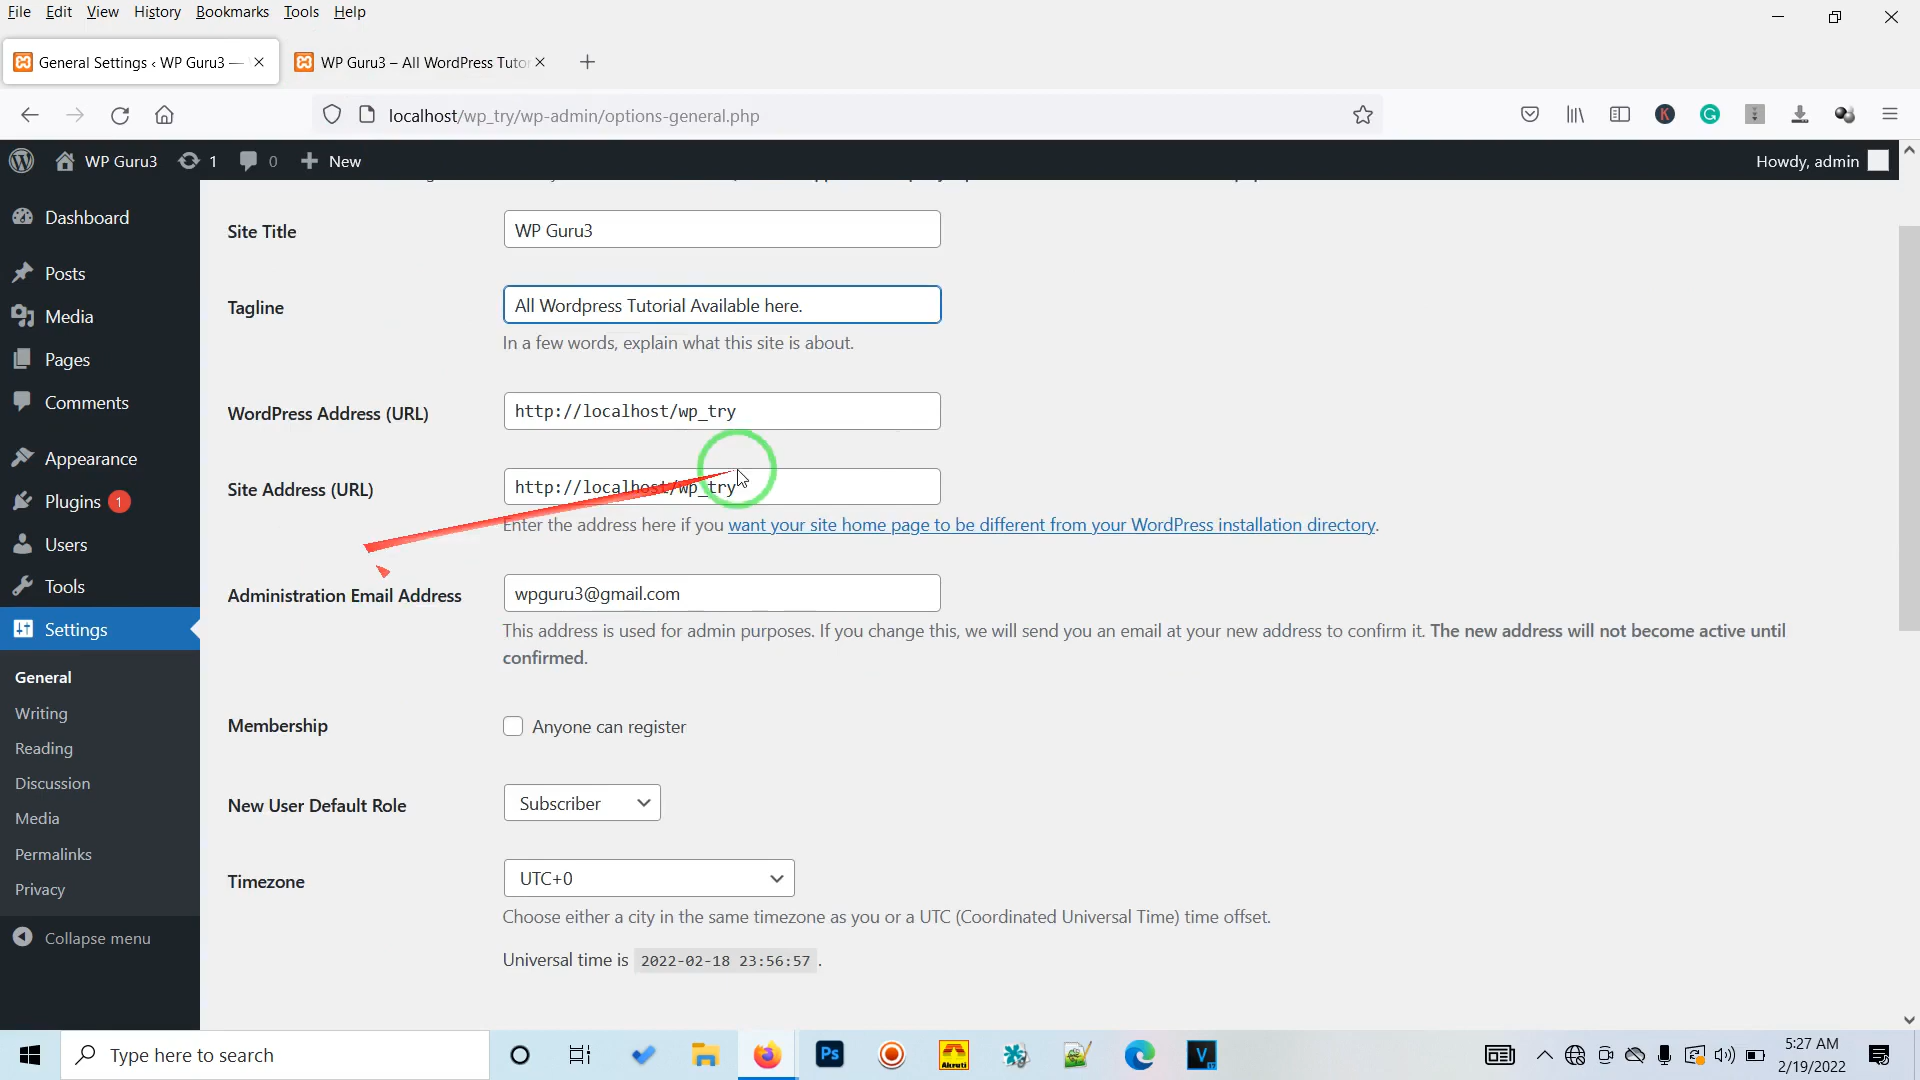 File Edit View History Bookmarks Tools Help
General Settings ‹ WP Guru3 —
WP Guru3 – All WordPress Tutor
localhost/wp_try/wp-admin/options-general.php
WP Guru3 1 0 New
Howdy, admin
Dashboard
Posts
Media
Pages
Comments
Appearance
Plugins 1
Users
Tools
Settings
General
Writing
Reading
Discussion
Media
Permalinks
Privacy
Collapse menu
Site Title
WP Guru3
Tagline
All Wordpress Tutorial Available here.
In a few words, explain what this site is about.
WordPress Address (URL)
http://localhost/wp_try
Site Address (URL)
http://localhost/wp_try
Enter the address here if you want your site home page to be different from your WordPress installation directory.
Administration Email Address
wpguru3@gmail.com
This address is used for admin purposes. If you change this, we will send you an email at your new address to confirm it. The new address will not become active until
confirmed.
Membership
Anyone can register
New User Default Role
Subscriber
Timezone
UTC+0
Choose either a city in the same timezone as you or a UTC (Coordinated Universal Time) time offset.
Universal time is 2022-02-18 23:56:57 .
Type here to search
Ps
Akruti
V
5:27 AM
2/19/2022